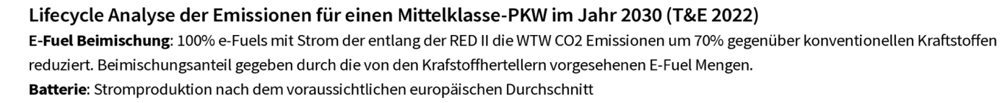 Lifecycle Analyse der Emissionen für einen Mittelklasse-PKW im Jahr 2030 (T&E 2022)
E-Fuel Beimischung: 100% e-Fuels mit Strom der entlang der RED II die WTW CO2 Emissionen um 70% gegenüber konventionellen Kraftstoffen
reduziert. Beimischungsanteil gegeben durch die von den Krafstoffhertellern vorgesehenen E-Fuel Mengen.
Batterie: Stromproduktion nach dem voraussichtlichen europäischen Durchschnitt